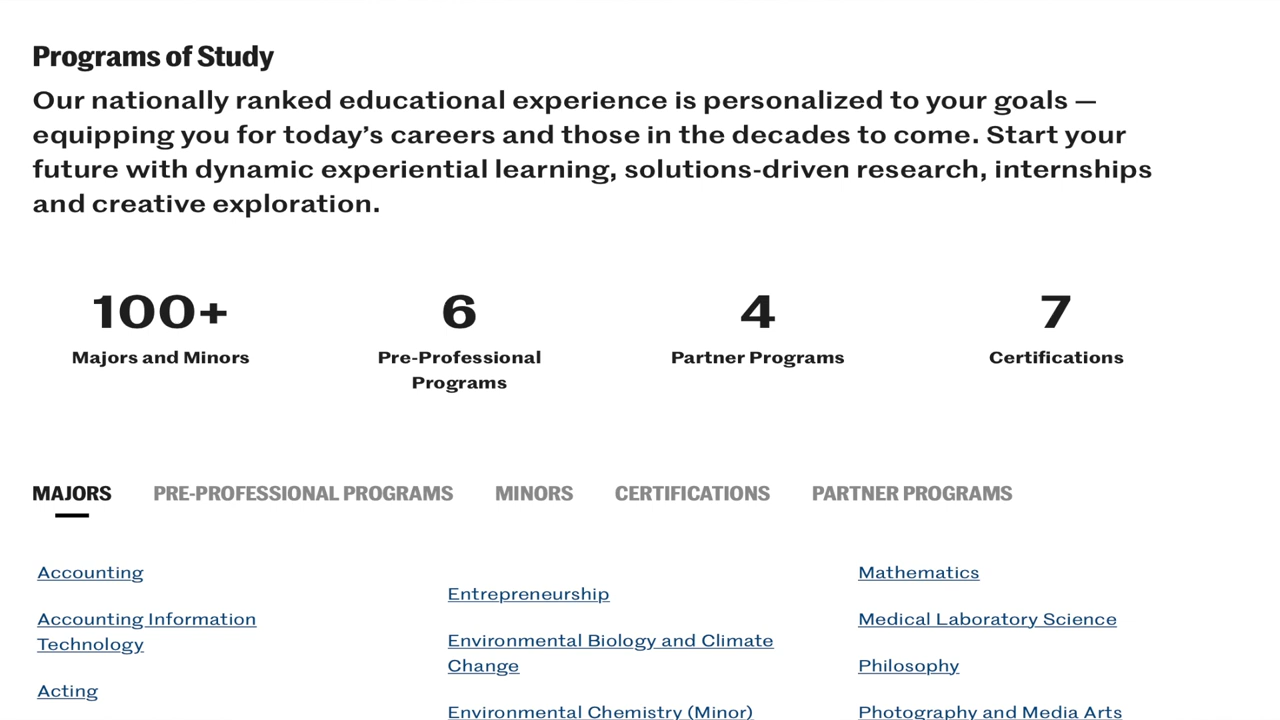 Programs of Study
Our nationally ranked educational experience is personalized to your goals —
equipping you for today’s careers and those in the decades to come. Start your
future with dynamic experiential learning, solutions-driven research, internships
and creative exploration.
100+
Majors and Minors
6
Pre-Professional
Programs
4
Partner Programs
7
Certifications
MAJORS
PRE-PROFESSIONAL PROGRAMS
MINORS
CERTIFICATIONS
PARTNER PROGRAMS
Accounting
Accounting Information
Technology
Acting
Entrepreneurship
Environmental Biology and Climate
Change
Environmental Chemistry (Minor)
Mathematics
Medical Laboratory Science
Philosophy
Photography and Media Arts